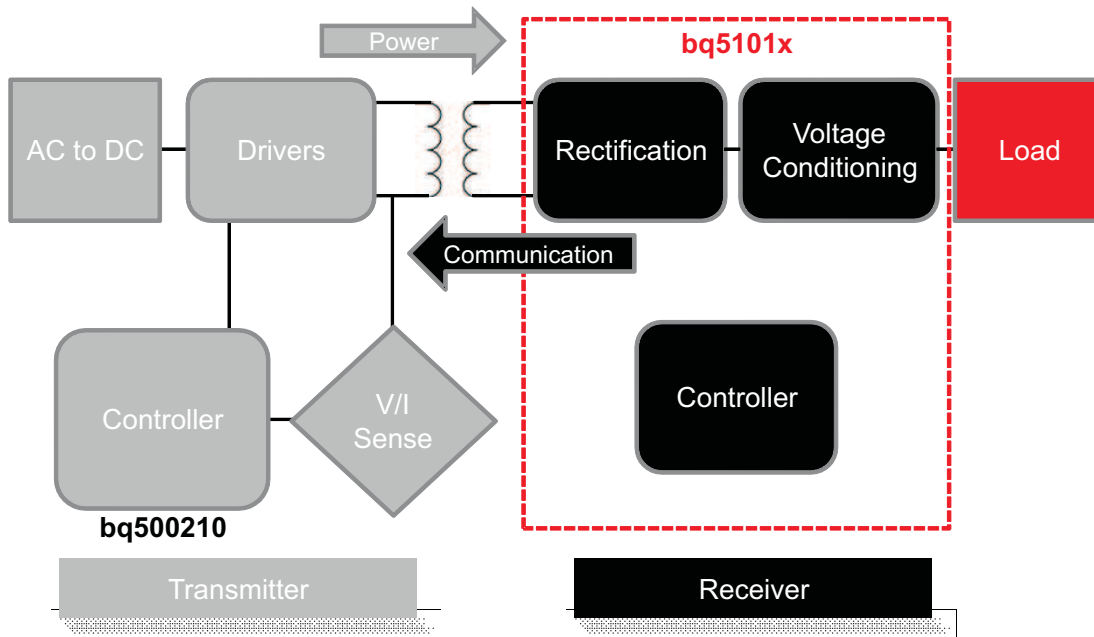 Power
bq5101x
AC to DC
Drivers
Rectification
Voltage
Conditioning
Load
Communication
Controller
V/I
Sense
Controller
bq500210
Transmitter
Receiver